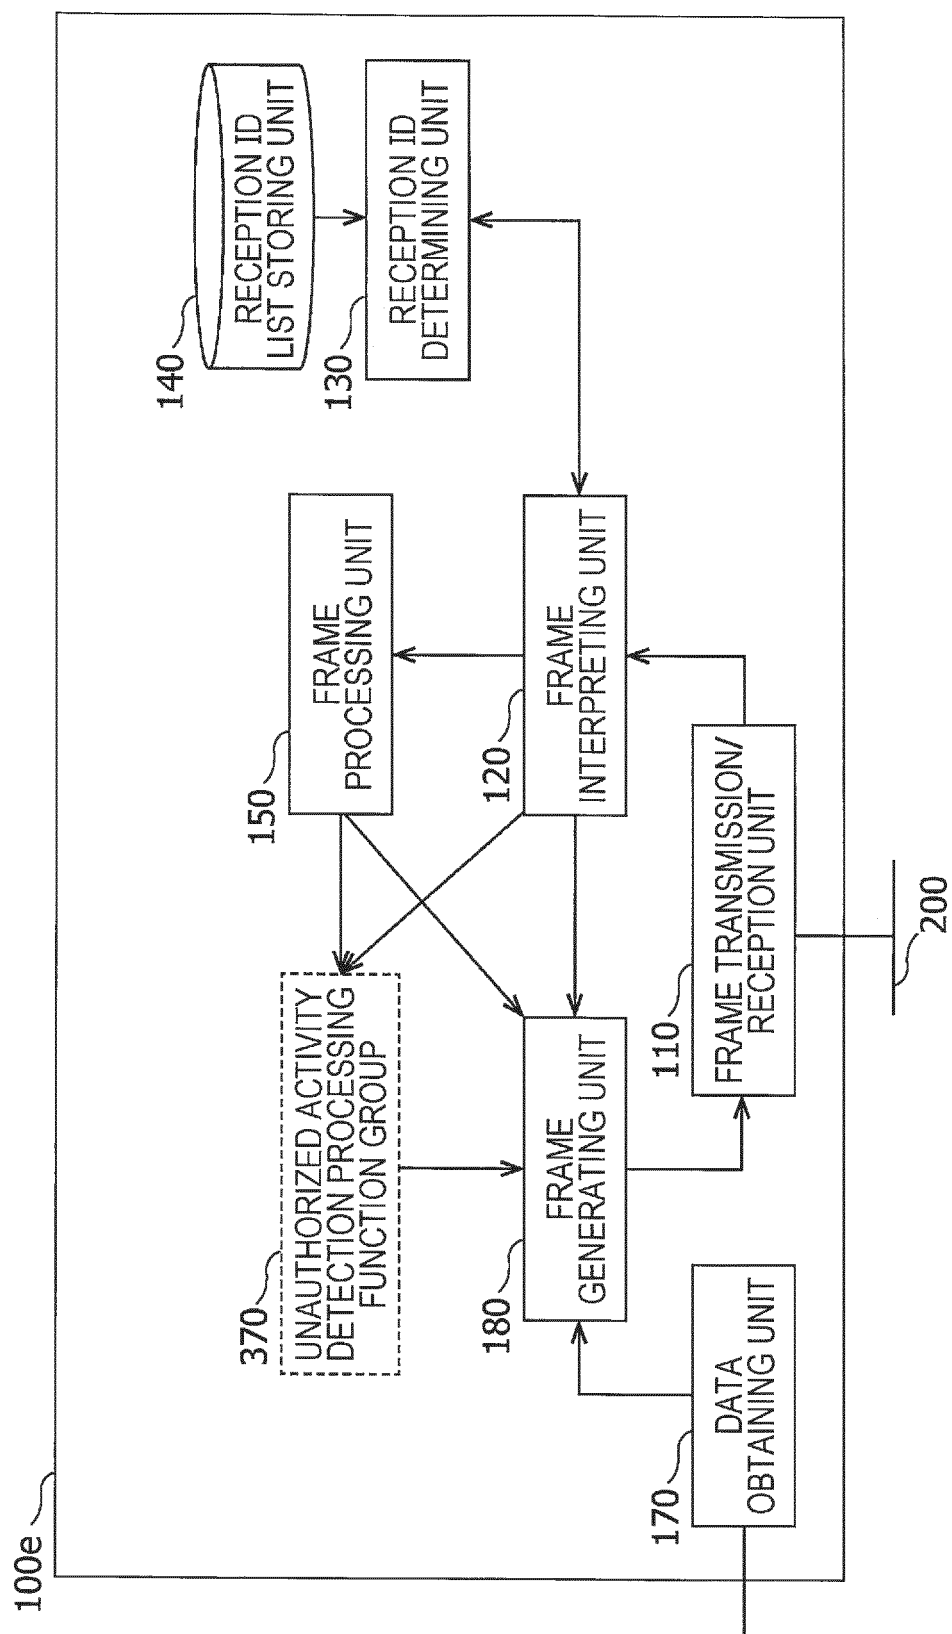 100e
140
RECEPTION ID
LIST STORING UNIT
130
RECEPTION ID
DETERMINING UNIT
150
FRAME
PROCESSING UNIT
120
FRAME
INTERPRETING UNIT
370
UNAUTHORIZED ACTIVITY
DETECTION PROCESSING
FUNCTION GROUP
180
FRAME
GENERATING UNIT
110
FRAME TRANSMISSION/
RECEPTION UNIT
170
DATA
OBTAINING UNIT
200